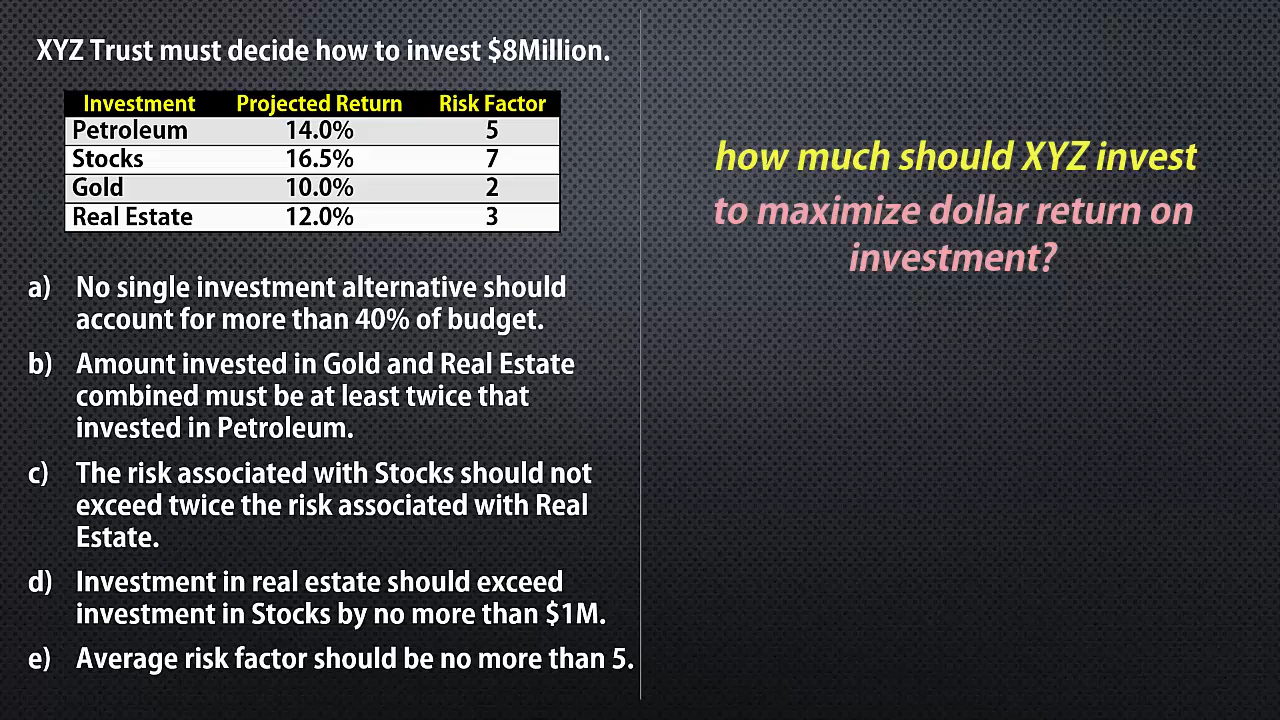 XYZ Trust must decide how to invest $8Million.
Investment Projected Return Risk Factor
Petroleum 14.0% 5
Stocks 16.5% 7
Gold 10.0% 2
Real Estate 12.0% 3
a) No single investment alternative should
account for more than 40% of budget.
b) Amount invested in Gold and Real Estate
combined must be at least twice that
invested in Petroleum.
c) The risk associated with Stocks should not
exceed twice the risk associated with Real
Estate.
d) Investment in real estate should exceed
investment in Stocks by no more than $1M.
e) Average risk factor should be no more than 5.
how much should XYZ invest
to maximize dollar return on
investment?